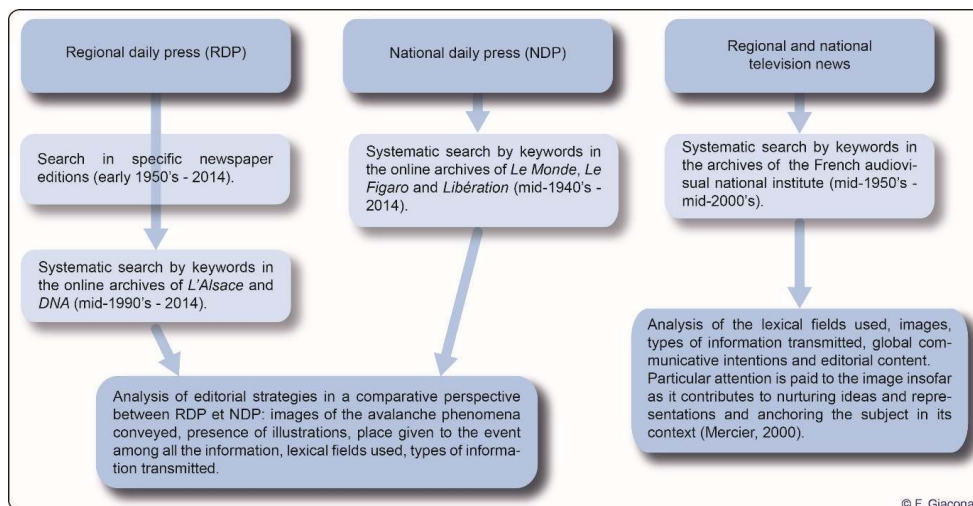 Regional daily press (RDP)
National daily press (NDP)
Regional and national
television news
Search in specific newspaper
editions (early 1950's - 2014).
Systematic search by keywords in
the online archives of Le Monde, Le
Figaro and Libération (mid-1940's -
2014).
Systematic search by keywords in
the archives of the French audiovi-
sual national institute (mid-1950's -
mid-2000's).
Systematic search by keywords in
the online archives of L'Alsace and
DNA (mid-1990's - 2014).
Analysis of editorial strategies in a comparative perspective
between RDP et NDP: images of the avalanche phenomena
conveyed, presence of illustrations, place given to the event
among all the information, lexical fields used, types of informa-
tion transmitted.
Analysis of the lexical fields used, images,
types of information transmitted, global com-
municative intentions and editorial content.
Particular attention is paid to the image insofar
as it contributes to nurturing ideas and repre-
sentations and anchoring the subject in its
context (Mercier, 2000).
© F. Giacona